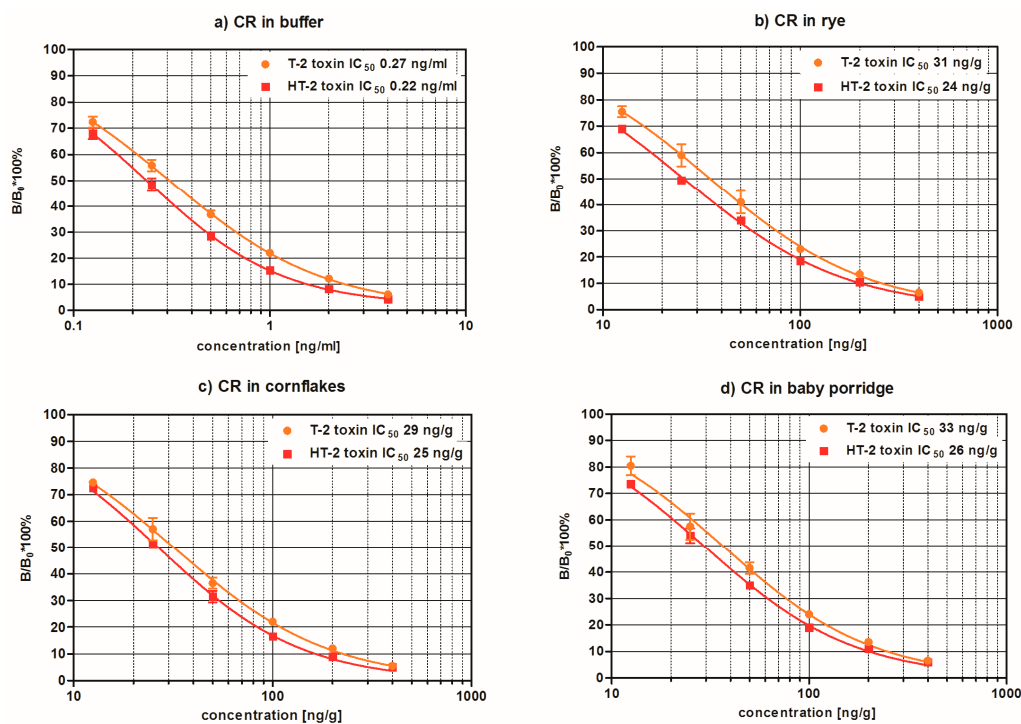 a) CR in buffer
100
90
80
70
60
50
40
30
20
10
0
B/B₀*100%
T-2 toxin IC₅₀ 0.27 ng/ml
HT-2 toxin IC₅₀ 0.22 ng/ml
0.1
1
10
concentration [ng/ml]
b) CR in rye
100
90
80
70
60
50
40
30
20
10
0
B/B₀*100%
T-2 toxin IC₅₀ 31 ng/g
HT-2 toxin IC₅₀ 24 ng/g
10
100
1000
concentration [ng/g]
c) CR in cornflakes
100
90
80
70
60
50
40
30
20
10
0
B/B₀*100%
T-2 toxin IC₅₀ 29 ng/g
HT-2 toxin IC₅₀ 25 ng/g
10
100
1000
concentration [ng/g]
d) CR in baby porridge
100
90
80
70
60
50
40
30
20
10
0
B/B₀*100%
T-2 toxin IC₅₀ 33 ng/g
HT-2 toxin IC₅₀ 26 ng/g
10
100
1000
concentration [ng/g]